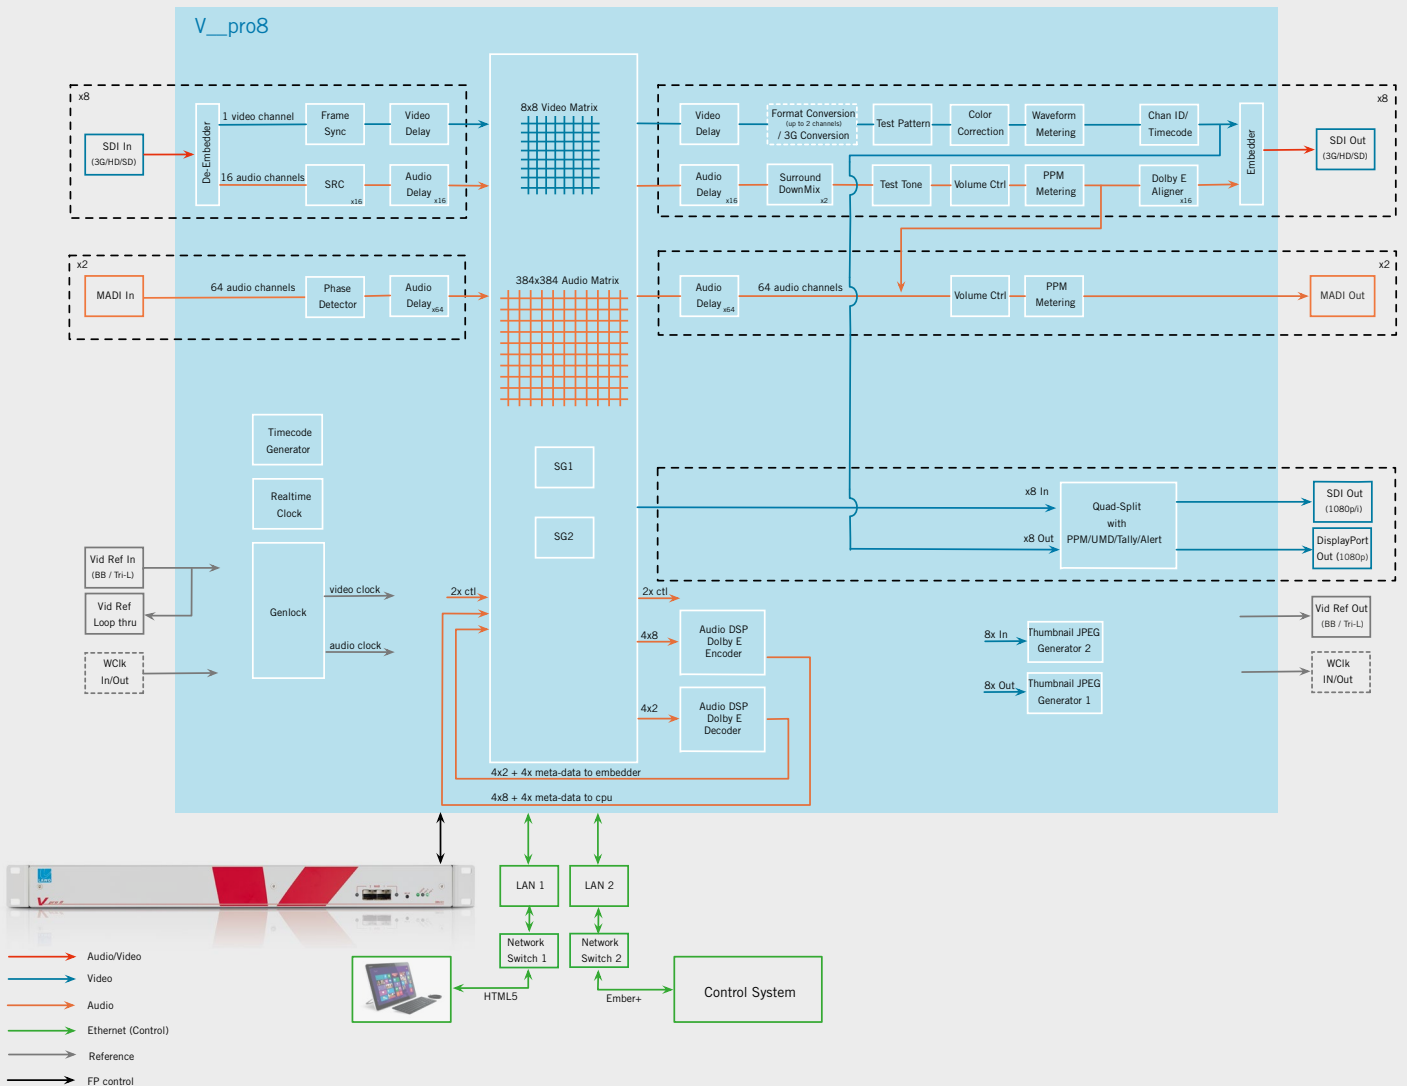 V__pro8
x8
SDI In
(3G/HD/SD)
De-Embedder
1 video channel
Frame
Sync
Video
Delay
16 audio channels
SRC
x16
Audio
Delay
x16
8x8 Video Matrix
x8
Video
Delay
Format Conversion
(up to 2 channels)
/ 3G Conversion
Test Pattern
Color
Correction
Waveform
Metering
Chan ID/
Timecode
Embedder
SDI Out
(3G/HD/SD)
Audio
Delay
x16
Surround
DownMix
x2
Test Tone
Volume Ctrl
PPM
Metering
Dolby E
Aligner
x16
x2
MADI In
64 audio channels
Phase
Detector
Audio
Delay
x64
384x384 Audio Matrix
x2
Audio
Delay
x64
64 audio channels
Volume Ctrl
PPM
Metering
MADI Out
Timecode
Generator
Realtime
Clock
Genlock
video clock
audio clock
Vid Ref In
(BB / Tri-L)
Vid Ref
Loop thru
WClk
In/Out
SG1
SG2
x8 In
x8 Out
Quad-Split
with
PPM/UMD/Tally/Alert
SDI Out
(1080p/i)
DisplayPort
Out (1080p)
2x ctl
2x ctl
4x8
Audio DSP
Dolby E
Encoder
4x2
Audio DSP
Dolby E
Decoder
4x2 + 4x meta-data to embedder
4x8 + 4x meta-data to cpu
8x In
Thumbnail JPEG
Generator 2
8x Out
Thumbnail JPEG
Generator 1
Vid Ref Out
(BB / Tri-L)
WClk
IN/Out
LAN 1
LAN 2
Network
Switch 1
Network
Switch 2
HTML5
Ember+
Control System
Audio/Video
Video
Audio
Ethernet (Control)
Reference
FP control